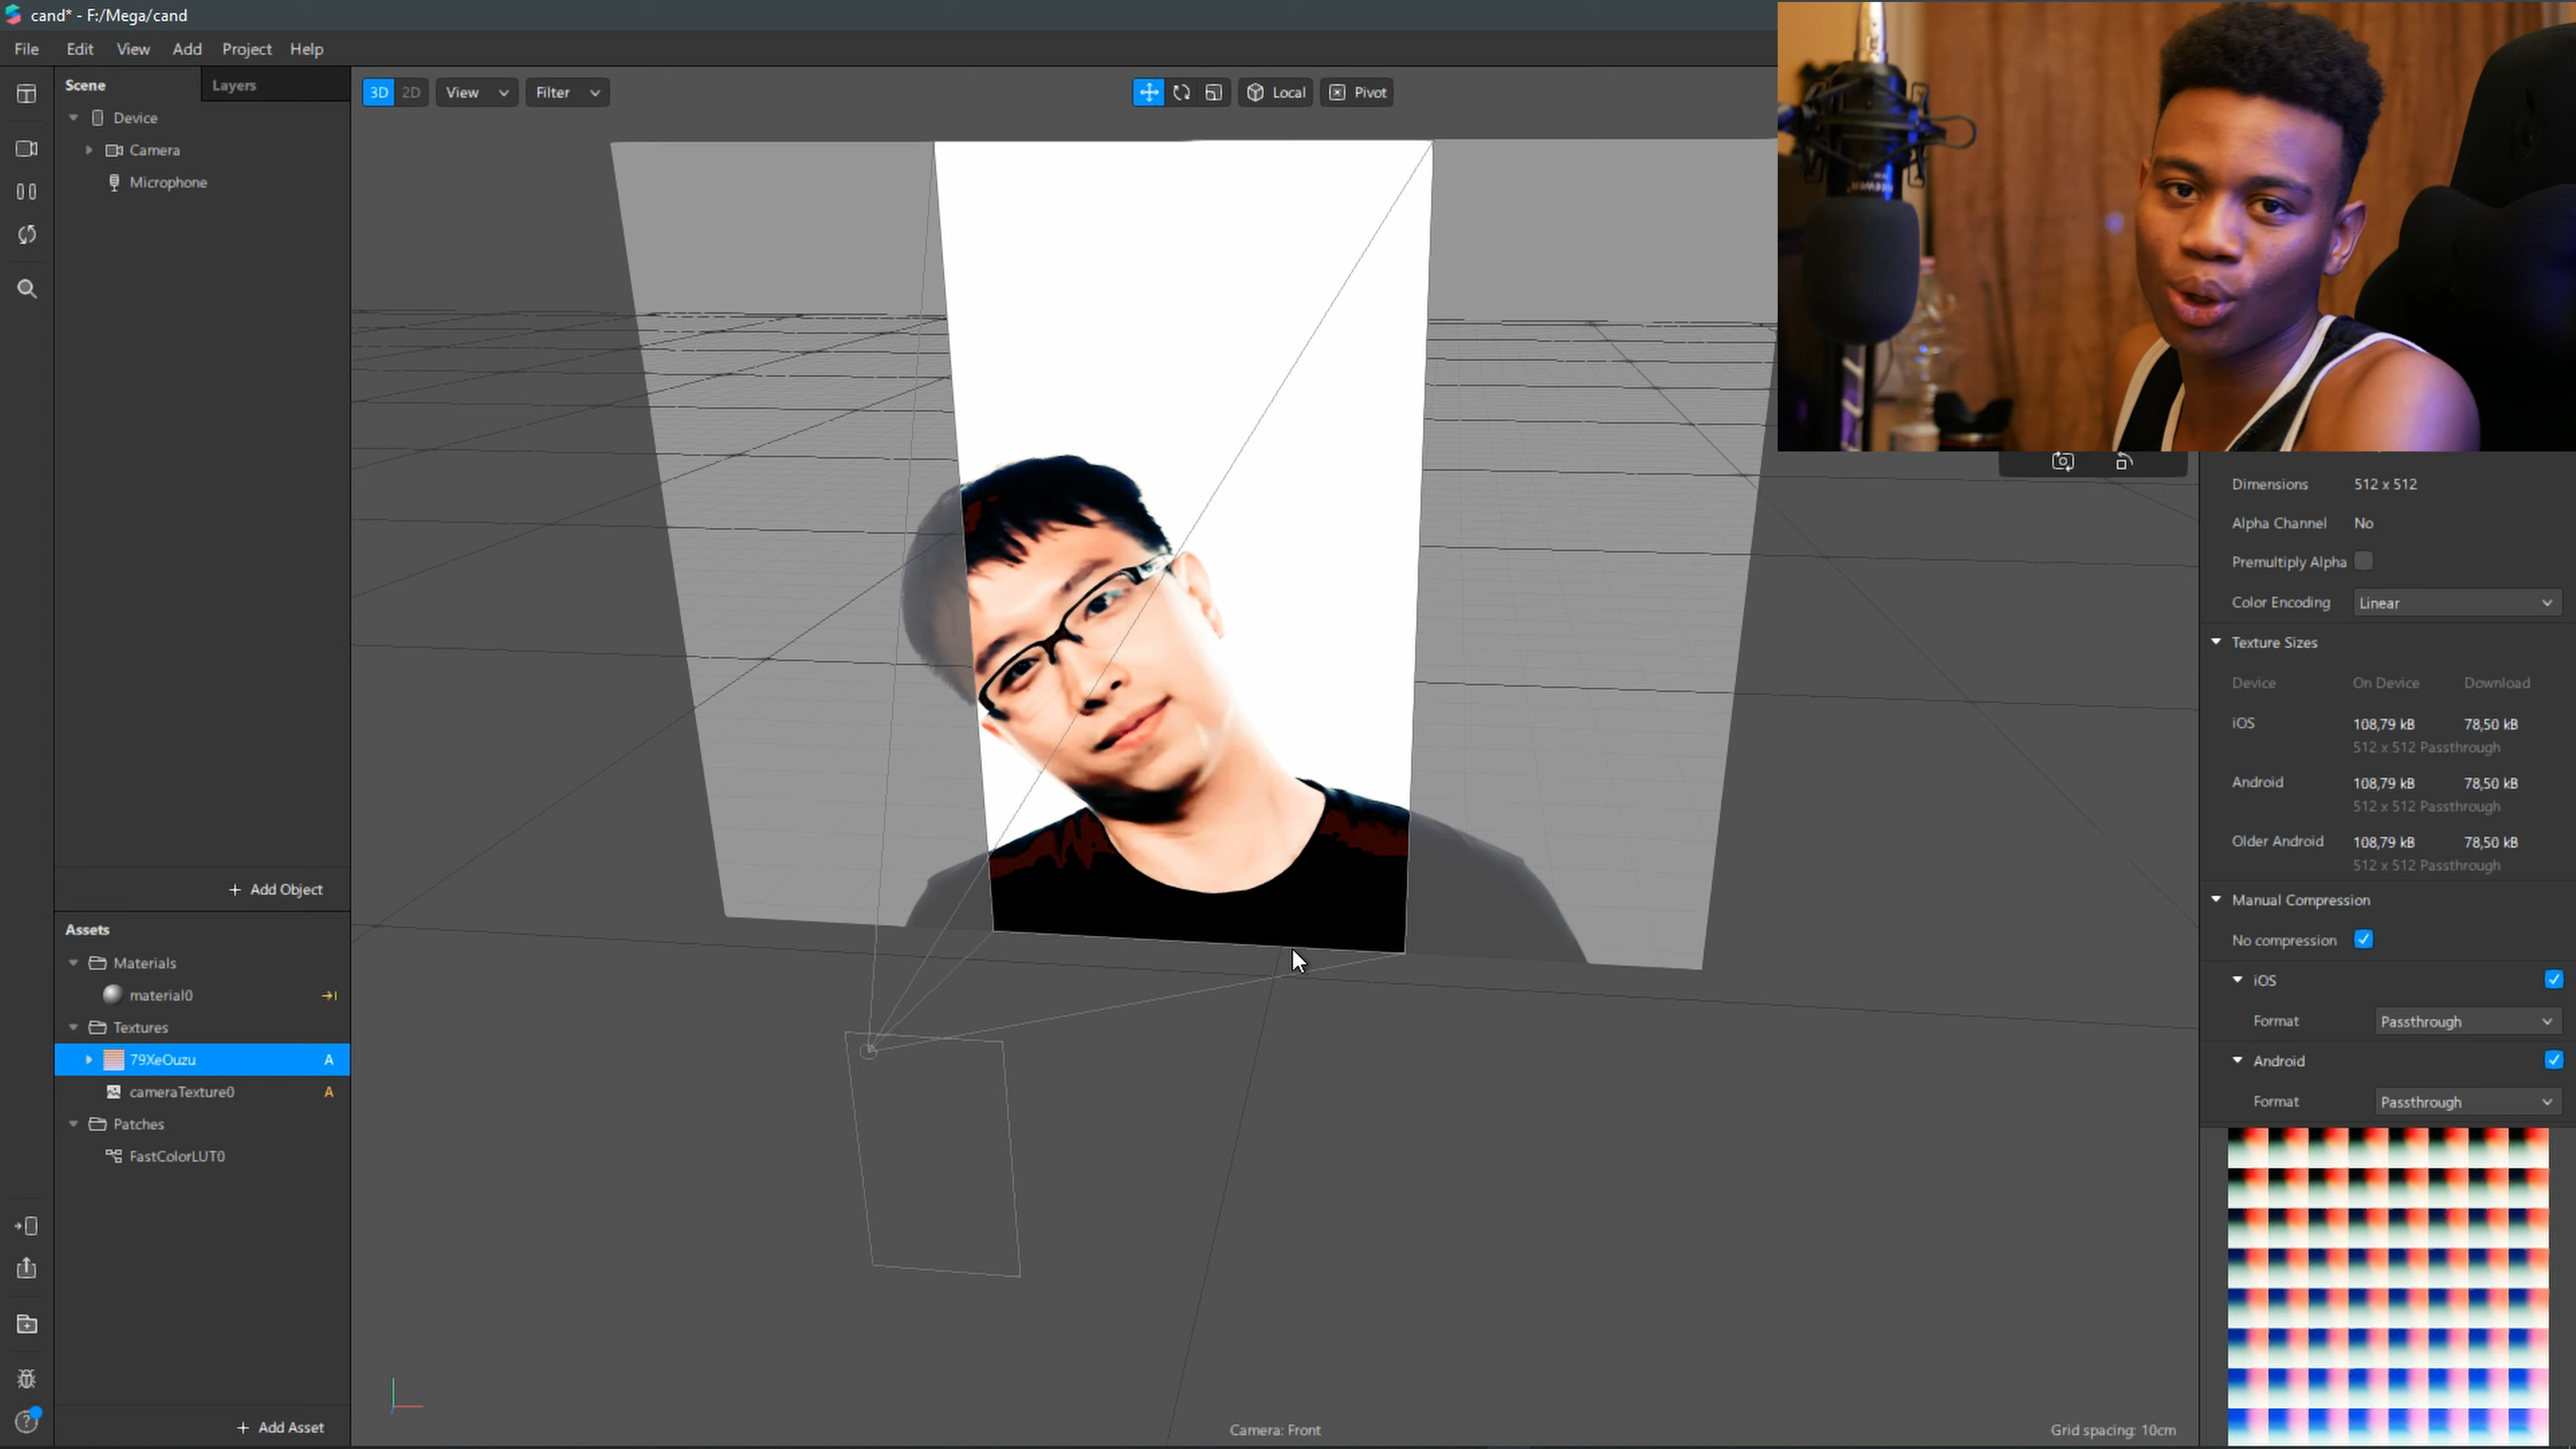 cand* - F:/Mega/cand
File Edit View Add Project Help
Scene Layers
Device
Camera
Microphone
+ Add Object
Assets
Materials
material0
Textures
79XeOuzu A
cameraTexture0 A
Patches
FastColorLUT0
+ Add Asset
3D 2D View Filter
Local Pivot
Camera: Front
Grid spacing: 10cm
Dimensions 512 x 512
Alpha Channel No
Premultiply Alpha
Color Encoding Linear
Texture Sizes
Device On Device Download
iOS 108,79 kB 78,50 kB
512 x 512 Passthrough
Android 108,79 kB 78,50 kB
512 x 512 Passthrough
Older Android 108,79 kB 78,50 kB
512 x 512 Passthrough
Manual Compression
No compression
iOS
Format Passthrough
Android
Format Passthrough